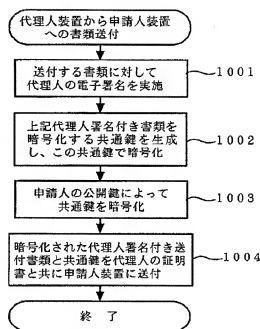 代理人装置から申請人装置
への書類送付
送付する書類に対して
代理人の電子署名を実施
1001
上記代理人署名付き書類を
暗号化する共通鍵を生成
し、この共通鍵で暗号化
1002
申請人の公開鍵によって
共通鍵を暗号化
1003
暗号化された代理人署名付き送
付書類と共通鍵を代理人の証明
書と共に申請人装置に送付
1004
終了